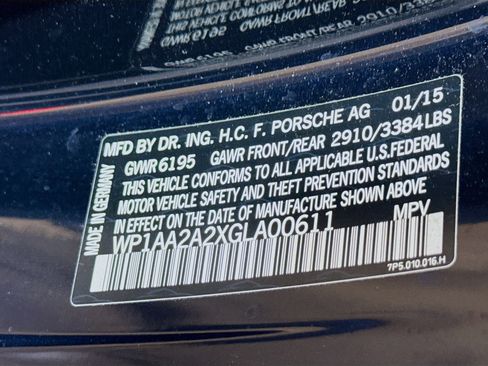 MFD BY DR. ING. H.C. F. PORSCHE AG 01/15
GVWR 6195 GAWR FRONT/REAR 2910/3384 LBS
THIS VEHICLE CONFORMS TO ALL APPLICABLE U.S. FEDERAL
MOTOR VEHICLE SAFETY AND THEFT PREVENTION STANDARDS
IN EFFECT ON THE DATE OF MANUFACTURE SHOWN ABOVE
WP1AA2A2XGLA00611 MPV
7P5.010.016.H
MADE IN GERMANY